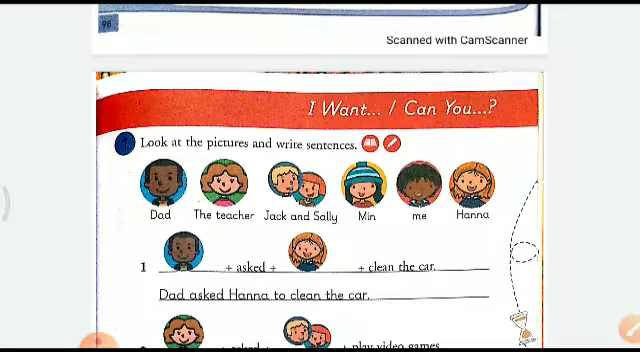 98
Scanned with CamScanner
I Want... / Can You...?
Look at the pictures and write sentences.
Dad The teacher Jack and Sally Min me Hanna
1 + asked + + clean the car.
Dad asked Hanna to clean the car.
+ asked + + play video games